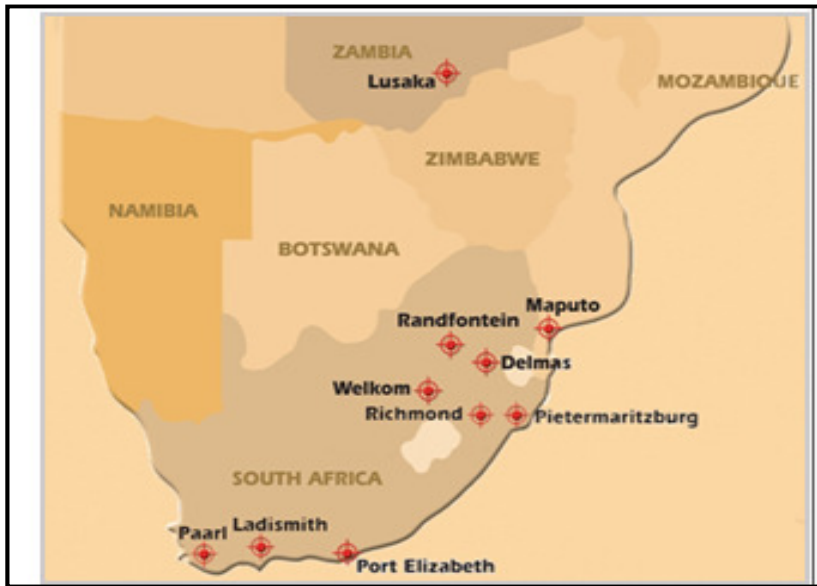 ZAMBIA
Lusaka
MOZAMBIQUE
ZIMBABWE
NAMIBIA
BOTSWANA
Maputo
Randfontein
Delmas
Welkom
Richmond
Pietermaritzburg
SOUTH AFRICA
Ladismith
Paarl
Port Elizabeth